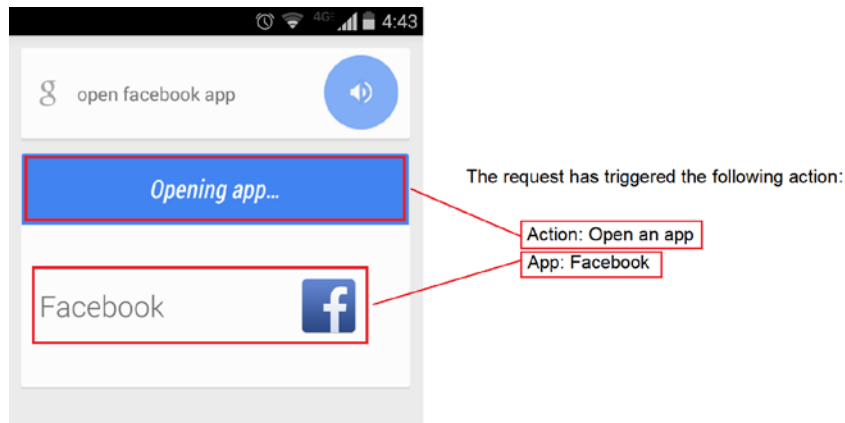 4G 4:43
g open facebook app
Opening app...
Facebook f
The request has triggered the following action:
Action: Open an app
App: Facebook